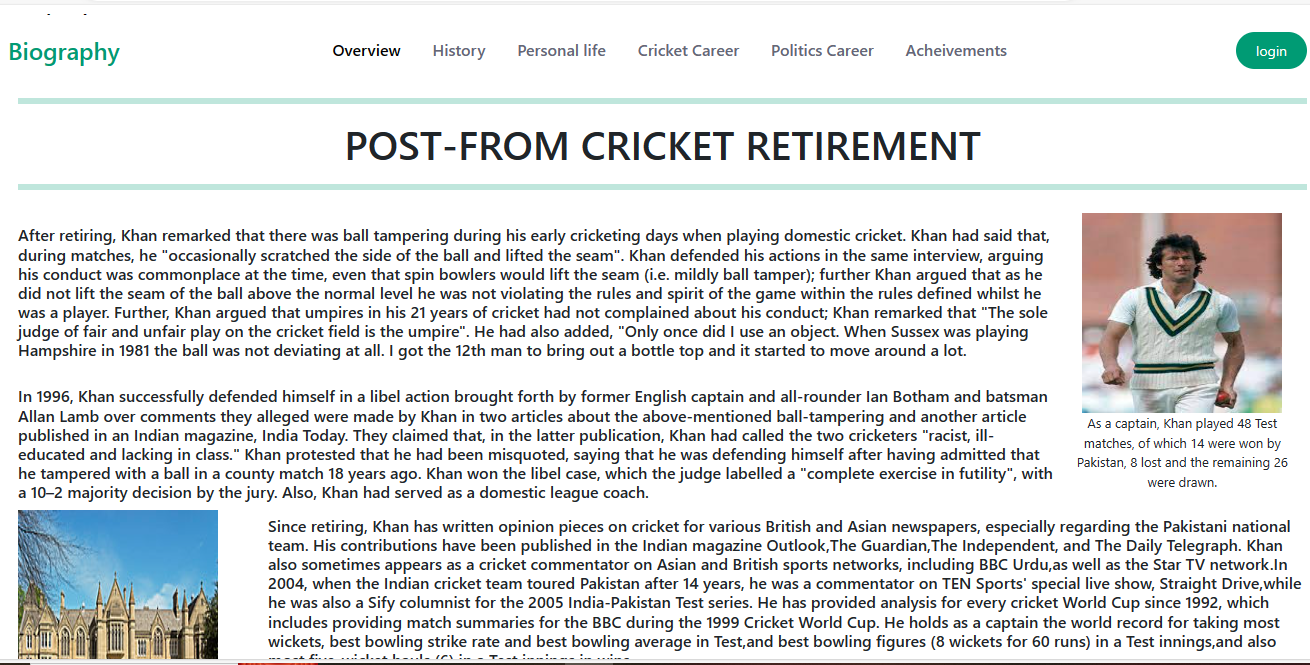 Biography
Overview
History
Personal life
Cricket Career
Politics Career
Acheivements
login
POST-FROM CRICKET RETIREMENT
After retiring, Khan remarked that there was ball tampering during his early cricketing days when playing domestic cricket. Khan had said that,
during matches, he "occasionally scratched the side of the ball and lifted the seam". Khan defended his actions in the same interview, arguing
his conduct was commonplace at the time, even that spin bowlers would lift the seam (i.e. mildly ball tamper); further Khan argued that as he
did not lift the seam of the ball above the normal level he was not violating the rules and spirit of the game within the rules defined whilst he
was a player. Further, Khan argued that umpires in his 21 years of cricket had not complained about his conduct; Khan remarked that "The sole
judge of fair and unfair play on the cricket field is the umpire". He had also added, "Only once did I use an object. When Sussex was playing
Hampshire in 1981 the ball was not deviating at all. I got the 12th man to bring out a bottle top and it started to move around a lot.
In 1996, Khan successfully defended himself in a libel action brought forth by former English captain and all-rounder Ian Botham and batsman
Allan Lamb over comments they alleged were made by Khan in two articles about the above-mentioned ball-tampering and another article
published in an Indian magazine, India Today. They claimed that, in the latter publication, Khan had called the two cricketers "racist, ill-
educated and lacking in class." Khan protested that he had been misquoted, saying that he was defending himself after having admitted that
he tampered with a ball in a county match 18 years ago. Khan won the libel case, which the judge labelled a "complete exercise in futility", with
a 10–2 majority decision by the jury. Also, Khan had served as a domestic league coach.
As a captain, Khan played 48 Test
matches, of which 14 were won by
Pakistan, 8 lost and the remaining 26
were drawn.
Since retiring, Khan has written opinion pieces on cricket for various British and Asian newspapers, especially regarding the Pakistani national
team. His contributions have been published in the Indian magazine Outlook,The Guardian,The Independent, and The Daily Telegraph. Khan
also sometimes appears as a cricket commentator on Asian and British sports networks, including BBC Urdu,as well as the Star TV network.In
2004, when the Indian cricket team toured Pakistan after 14 years, he was a commentator on TEN Sports' special live show, Straight Drive,while
he was also a Sify columnist for the 2005 India-Pakistan Test series. He has provided analysis for every cricket World Cup since 1992, which
includes providing match summaries for the BBC during the 1999 Cricket World Cup. He holds as a captain the world record for taking most
wickets, best bowling strike rate and best bowling average in Test,and best bowling figures (8 wickets for 60 runs) in a Test innings,and also
most five-wicket hauls (6) in a Test innings in wins.